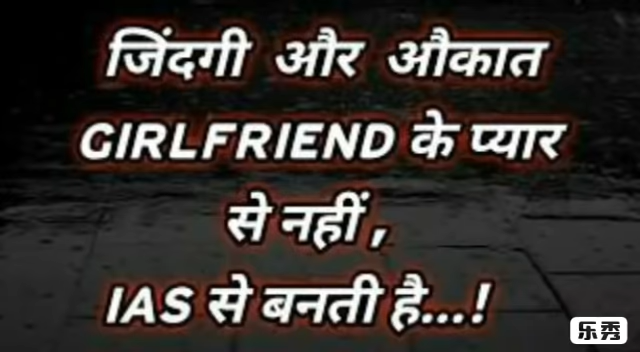 जिंदगी और औकात
GIRLFRIEND के प्यार
से नहीं,
IAS से बनती है...!
乐秀